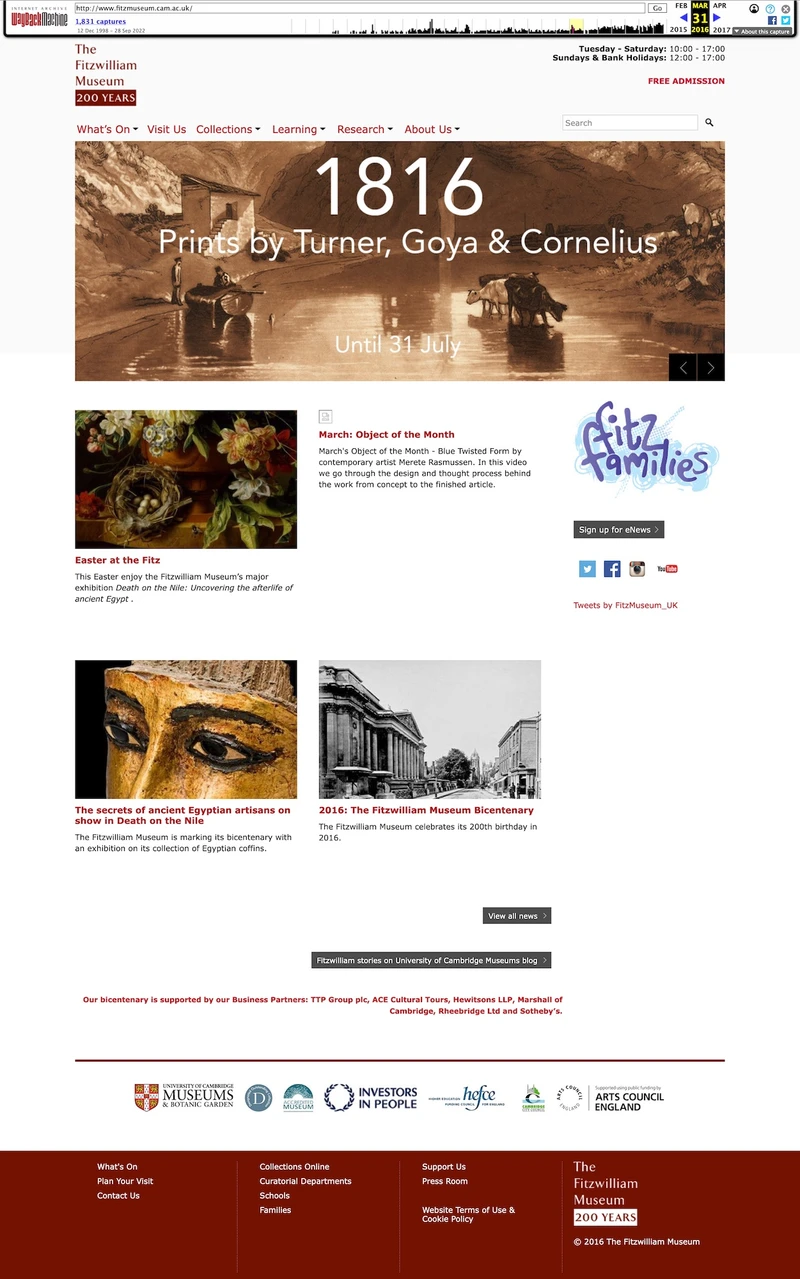 INTERNET ARCHIVE
WayBackMachine
http://www.fitzmuseum.cam.ac.uk/
Go
FEB
MAR
APR
1,831 captures
31
12 Dec 1998 – 28 Sep 2022
2015
2016
2017
About this capture
The
Fitzwilliam
Museum
200 YEARS
Tuesday - Saturday: 10:00 - 17:00
Sundays & Bank Holidays: 12:00 - 17:00
FREE ADMISSION
What's On
Visit Us
Collections
Learning
Research
About Us
Search
1816
Prints by Turner, Goya & Cornelius
Until 31 July
Easter at the Fitz
This Easter enjoy the Fitzwilliam Museum's major
exhibition Death on the Nile: Uncovering the afterlife of
ancient Egypt .
March: Object of the Month
March's Object of the Month - Blue Twisted Form by
contemporary artist Merete Rasmussen. In this video
we go through the design and thought process behind
the work from concept to the finished article.
fitz
families
Sign up for eNews
You Tube
Tweets by FitzMuseum_UK
The secrets of ancient Egyptian artisans on
show in Death on the Nile
The Fitzwilliam Museum is marking its bicentenary with
an exhibition on its collection of Egyptian coffins.
2016: The Fitzwilliam Museum Bicentenary
The Fitzwilliam Museum celebrates its 200th birthday in
2016.
View all news
Fitzwilliam stories on University of Cambridge Museums blog
Our bicentenary is supported by our Business Partners: TTP Group plc, ACE Cultural Tours, Hewitsons LLP, Marshall of
Cambridge, Rheebridge Ltd and Sotheby's.
UNIVERSITY OF CAMBRIDGE
MUSEUMS
& BOTANIC GARDEN
D
ACCREDITED
MUSEUM
INVESTORS
IN PEOPLE
hefce
HIGHER EDUCATION
FUNDING COUNCIL FOR ENGLAND
CAMBRIDGE
CITY COUNCIL
ARTS COUNCIL
ENGLAND
Supported using public funding by
ARTS COUNCIL
ENGLAND
What's On
Plan Your Visit
Contact Us
Collections Online
Curatorial Departments
Schools
Families
Support Us
Press Room
Website Terms of Use &
Cookie Policy
The
Fitzwilliam
Museum
200 YEARS
© 2016 The Fitzwilliam Museum